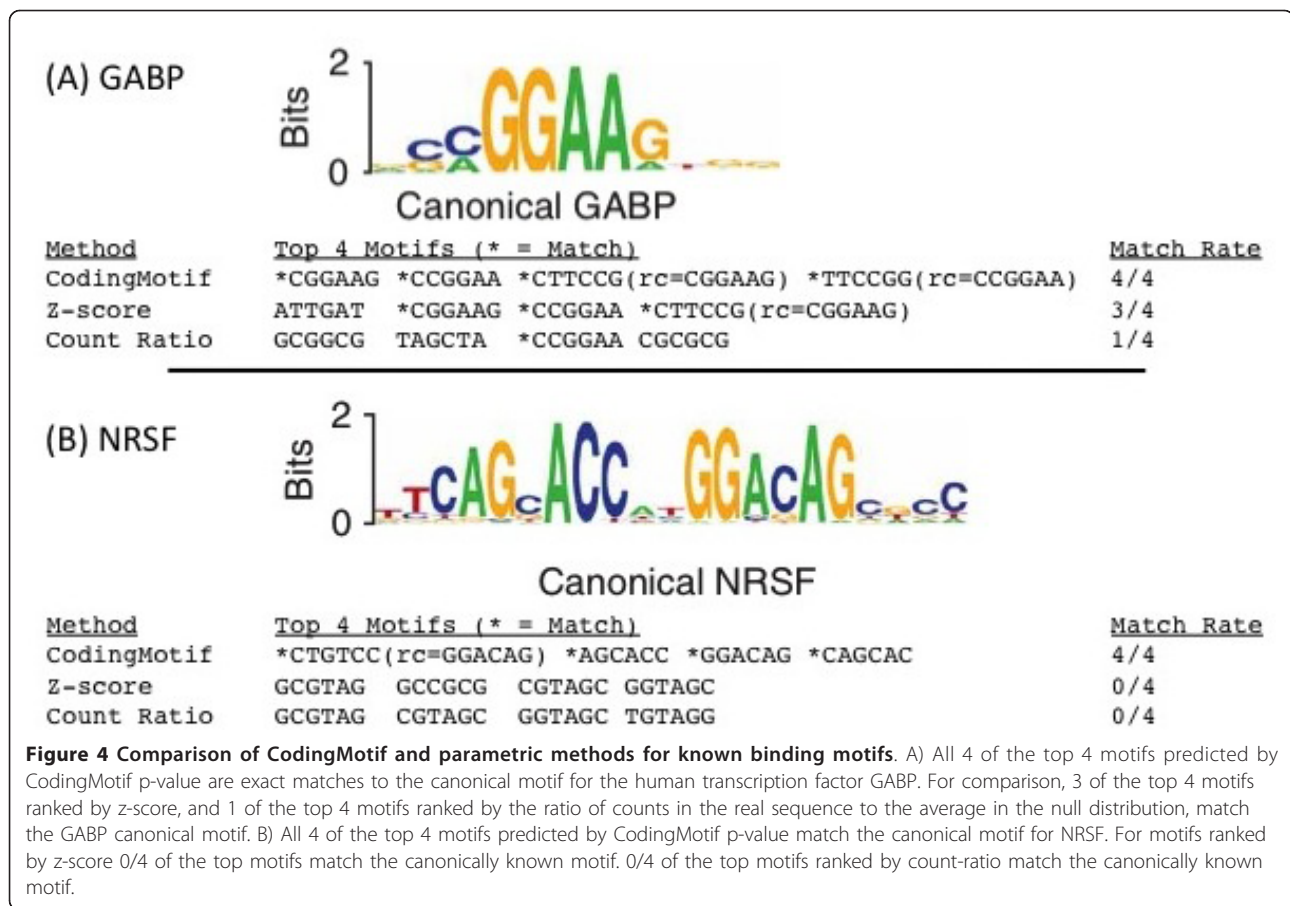 (A) GABP
2
Bits
0
CCGGAAG
Canonical GABP
Method Top 4 Motifs (* = Match) Match Rate
CodingMotif *CGGAAG *CCGGAA *CTTCCG(rc=CGGAAG) *TTCCGG(rc=CCGGAA) 4/4
Z-score ATTGAT *CGGAAG *CCGGAA *CTTCCG(rc=CGGAAG) 3/4
Count Ratio GCGGCG TAGCTA *CCGGAA CGCGCG 1/4
(B) NRSF
2
Bits
0
TTCAGCACCATGGACAGCGCC
Canonical NRSF
Method Top 4 Motifs (* = Match) Match Rate
CodingMotif *CTGTCC(rc=GGACAG) *AGCACC *GGACAG *CAGCAC 4/4
Z-score GCGTAG GCCGCG CGTAGC GGTAGC 0/4
Count Ratio GCGTAG CGTAGC GGTAGC TGTAGG 0/4
Figure 4 Comparison of CodingMotif and parametric methods for known binding motifs. A) All 4 of the top 4 motifs predicted by
CodingMotif p-value are exact matches to the canonical motif for the human transcription factor GABP. For comparison, 3 of the top 4 motifs
ranked by z-score, and 1 of the top 4 motifs ranked by the ratio of counts in the real sequence to the average in the null distribution, match
the GABP canonical motif. B) All 4 of the top 4 motifs predicted by CodingMotif p-value match the canonical motif for NRSF. For motifs ranked
by z-score 0/4 of the top motifs match the canonically known motif. 0/4 of the top motifs ranked by count-ratio match the canonically known
motif.